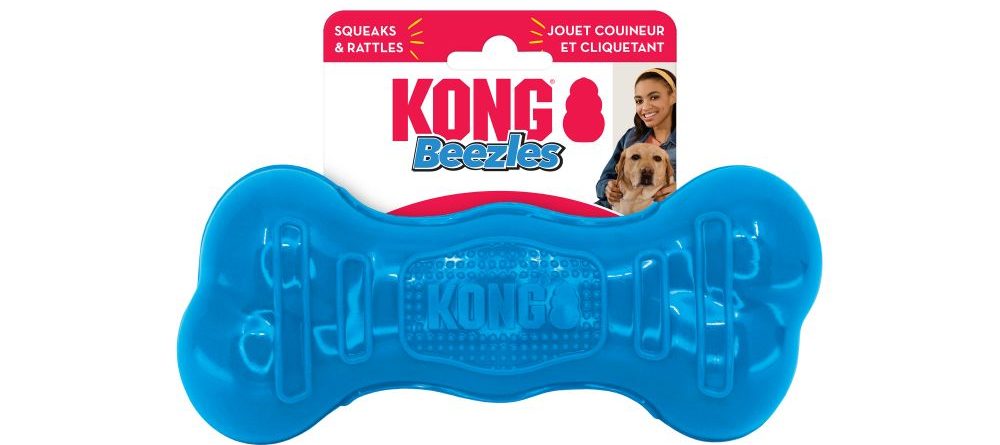 SQUEAKS
& RATTLES
JOUET COUINEUR
ET CLIQUETANT
KONG®
Beezles
KONG